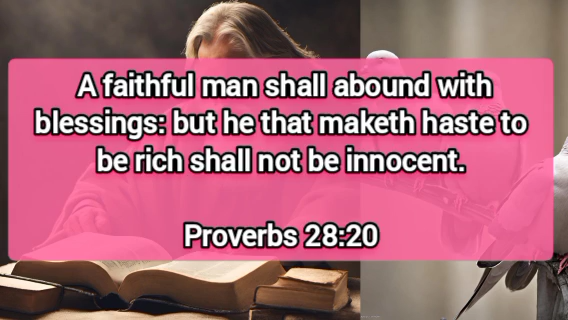 A faithful man shall abound with
blessings: but he that maketh haste to
be rich shall not be innocent.
Proverbs 28:20